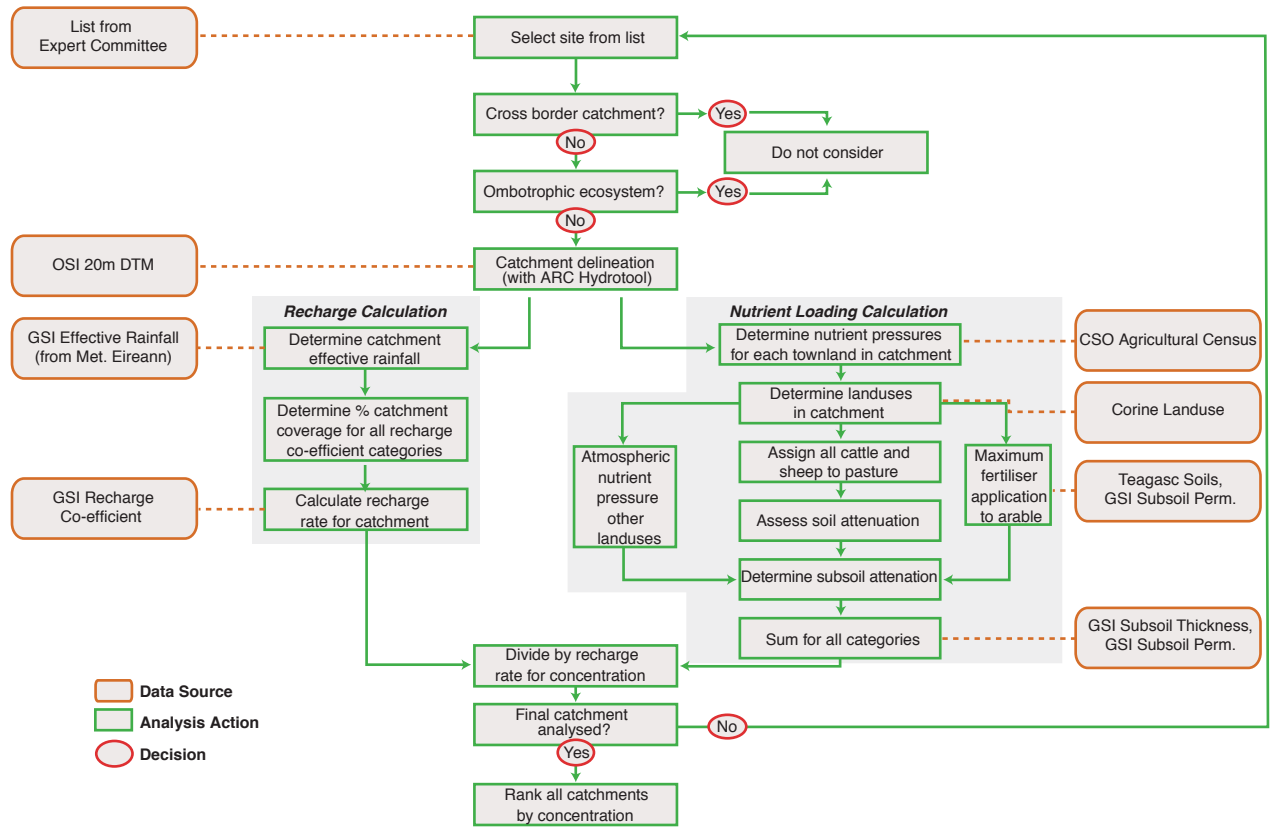 List from
Expert Committee
Select site from list
Cross border catchment?
Yes
No
Do not consider
Ombotrophic ecosystem?
Yes
No
OSI 20m DTM
Catchment delineation
(with ARC Hydrotool)
Recharge Calculation
GSI Effective Rainfall
(from Met. Eireann)
Determine catchment
effective rainfall
Determine % catchment
coverage for all recharge
co-efficient categories
GSI Recharge
Co-efficient
Calculate recharge
rate for catchment
Nutrient Loading Calculation
Determine nutrient pressures
for each townland in catchment
CSO Agricultural Census
Determine landuses
in catchment
Corine Landuse
Atmospheric
nutrient
pressure
other
landuses
Assign all cattle and
sheep to pasture
Maximum
fertiliser
application
to arable
Teagasc Soils,
GSI Subsoil Perm.
Assess soil attenuation
Determine subsoil attenation
Sum for all categories
GSI Subsoil Thickness,
GSI Subsoil Perm.
Divide by recharge
rate for concentration
Final catchment
analysed?
No
Yes
Rank all catchments
by concentration
Data Source
Analysis Action
Decision